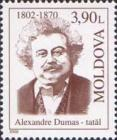 1802-1870
3,90L
MOLDOVA
Alexandre Dumas - tatăl